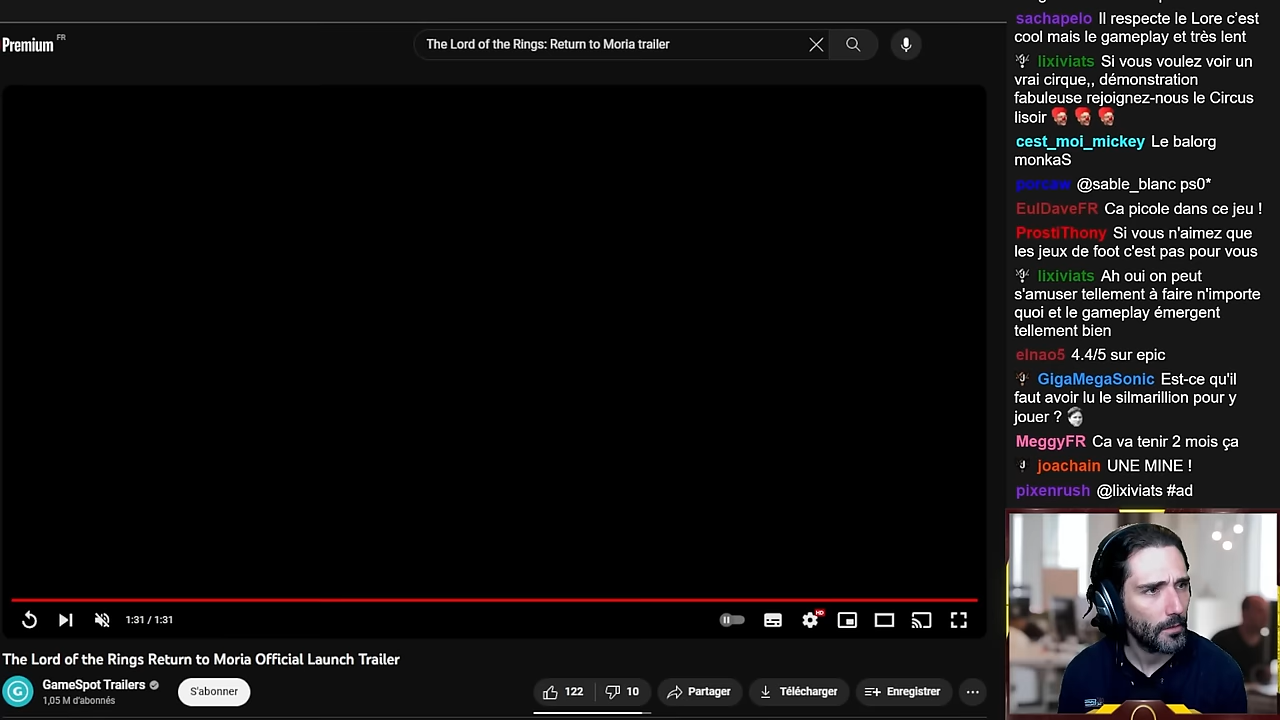 Premium FR
The Lord of the Rings: Return to Moria trailer
1:31 / 1:31
HD
The Lord of the Rings Return to Moria Official Launch Trailer
G
GameSpot Trailers
1,05 M d'abonnés
S'abonner
122
10
Partager
Télécharger
Enregistrer
sachapelo Il respecte le Lore c'est
cool mais le gameplay et très lent
lixiviats Si vous voulez voir un
vrai cirque,, démonstration
fabuleuse rejoignez-nous le Circus
lisoir
cest_moi_mickey Le balorg
monkaS
porcaw @sable_blanc ps0*
EulDaveFR Ca picole dans ce jeu !
ProstiThony Si vous n'aimez que
les jeux de foot c'est pas pour vous
lixiviats Ah oui on peut
s'amuser tellement à faire n'importe
quoi et le gameplay émergent
tellement bien
elnao5 4.4/5 sur epic
GigaMegaSonic Est-ce qu'il
faut avoir lu le silmarillion pour y
jouer ?
MeggyFR Ca va tenir 2 mois ça
joachain UNE MINE !
pixenrush @lixiviats #ad